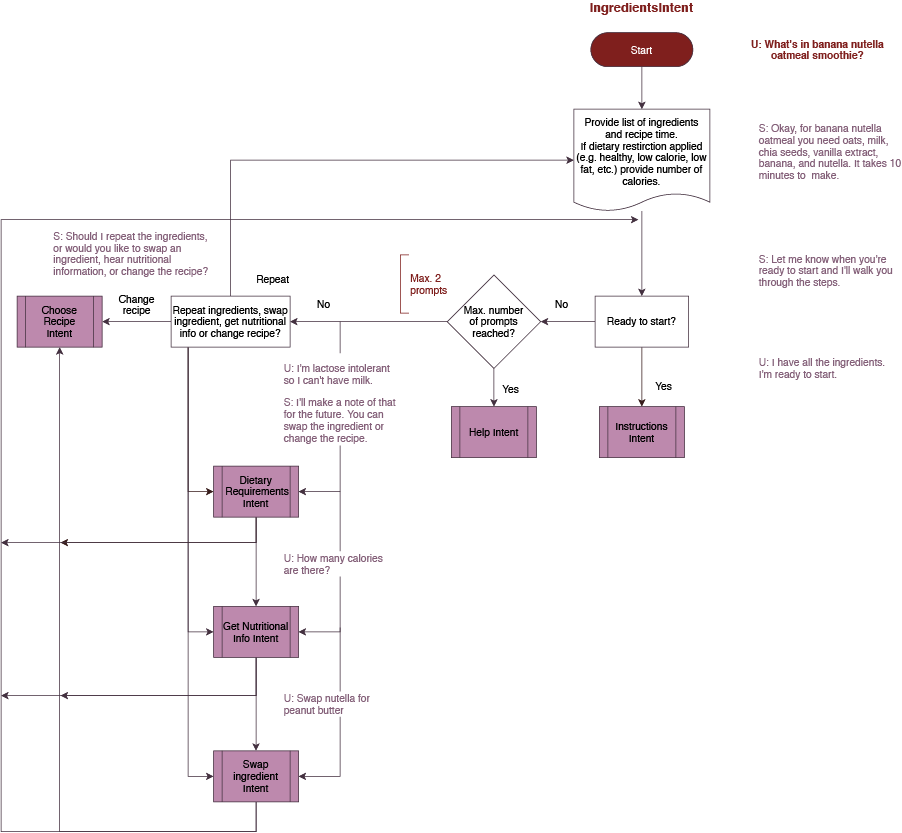 IngredientsIntent
Start
U: What's in banana nutella
oatmeal smoothie?
Provide list of ingredients
and recipe time.
If dietary restirction applied
(e.g. healthy, low calorie, low
fat, etc.) provide number of
calories.
S: Okay, for banana nutella
oatmeal you need oats, milk,
chia seeds, vanilla extract,
banana, and nutella. It takes 10
minutes to make.
S: Should I repeat the ingredients,
or would you like to swap an
ingredient, hear nutritional
information, or change the recipe?
S: Let me know when you're
ready to start and I'll walk you
through the steps.
Repeat
Max. 2
prompts
Choose
Recipe
Intent
Change
recipe
Repeat ingredients, swap
ingredient, get nutritional
info or change recipe?
No
Max. number
of prompts
reached?
No
Ready to start?
U: I have all the ingredients.
I'm ready to start.
U: I'm lactose intolerant
so I can't have milk.
Yes
Yes
S: I'll make a note of that
for the future. You can
swap the ingredient or
change the recipe.
Help Intent
Instructions
Intent
Dietary
Requirements
Intent
U: How many calories
are there?
Get Nutritional
Info Intent
U: Swap nutella for
peanut butter
Swap
ingredient
Intent